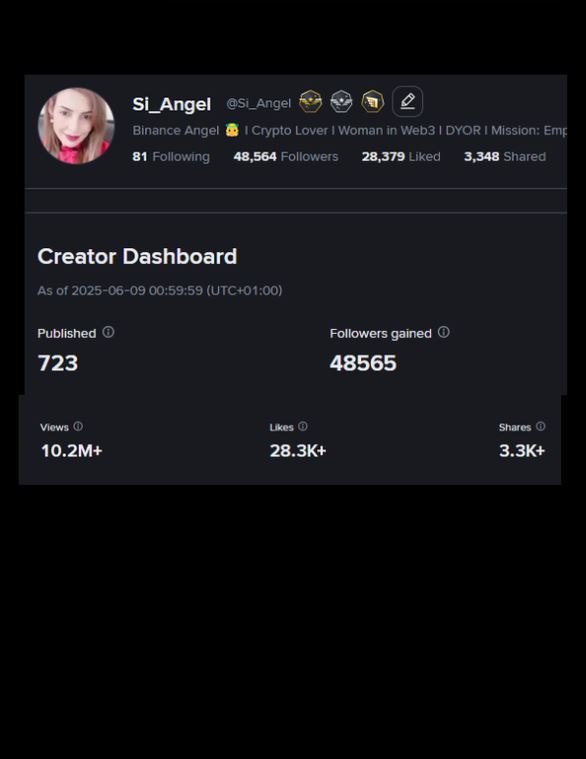 Si_Angel @Si_Angel
Binance Angel 👼 I Crypto Lover I Woman in Web3 I DYOR I Mission: Emp
81 Following 48,564 Followers 28,379 Liked 3,348 Shared
Creator Dashboard
As of 2025-06-09 00:59:59 (UTC+01:00)
Published Followers gained
723 48565
Views Likes Shares
10.2M+ 28.3K+ 3.3K+